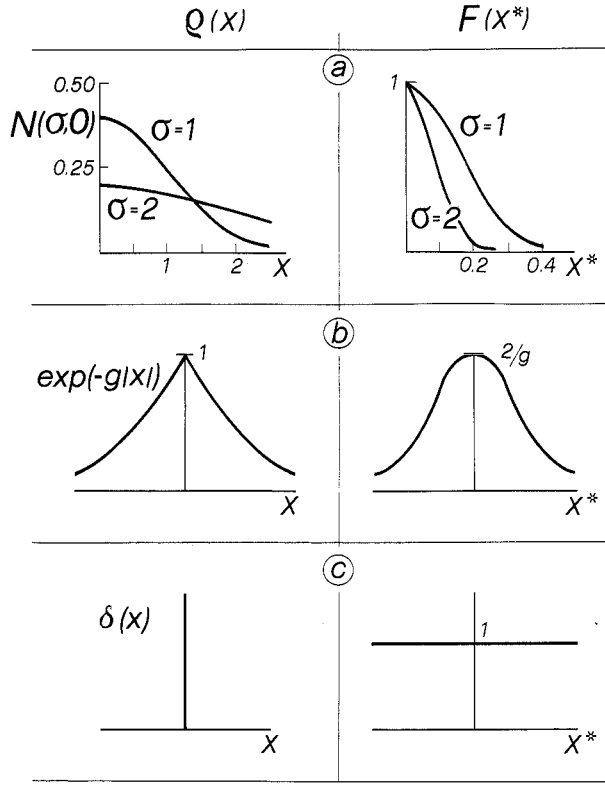 ϱ(x) F(x*)
a
0.50
N(σ,0)
0.25
σ=1
σ=2
1 2 x
1
σ=1
σ=2
0.2 0.4 x*
b
exp(-g|x|)
1
x
2/g
x*
c
δ(x)
x
1
x*